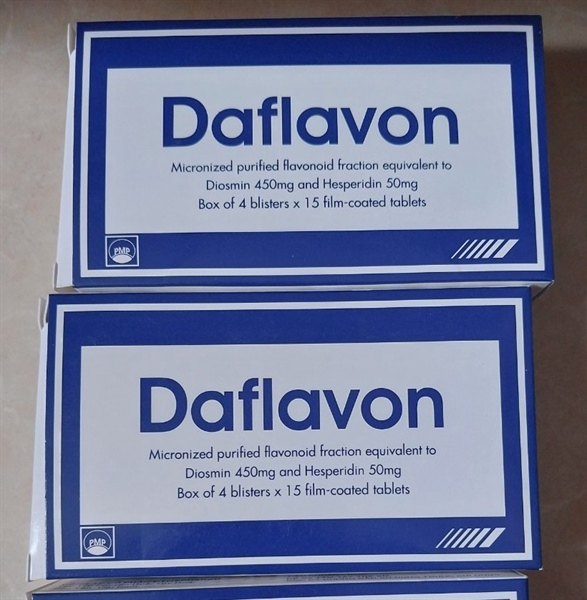 Daflavon
Micronized purified flavonoid fraction equivalent to
Diosmin 450mg and Hesperidin 50mg
Box of 4 blisters x 15 film-coated tablets
PMP
Daflavon
Micronized purified flavonoid fraction equivalent to
Diosmin 450mg and Hesperidin 50mg
Box of 4 blisters x 15 film-coated tablets
PMP